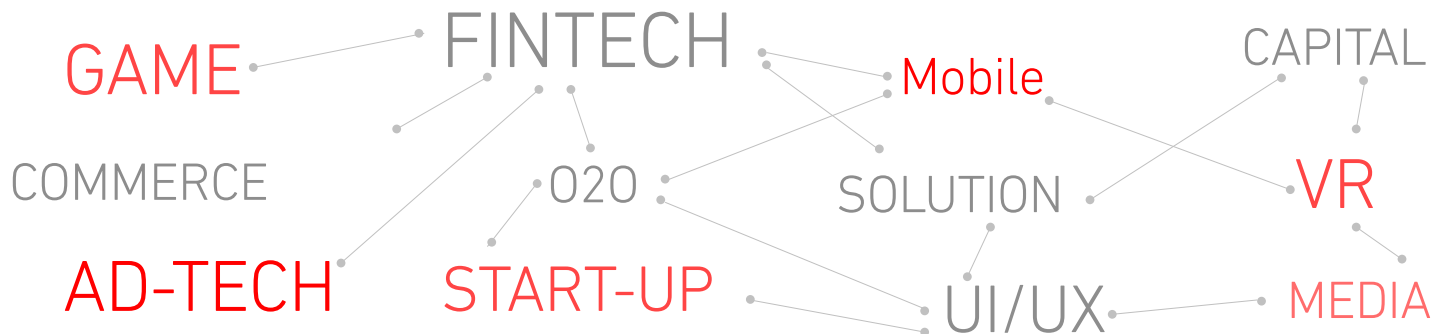 GAME
FINTECH
Mobile
CAPITAL
COMMERCE
O2O
SOLUTION
VR
AD-TECH
START-UP
UI/UX
MEDIA